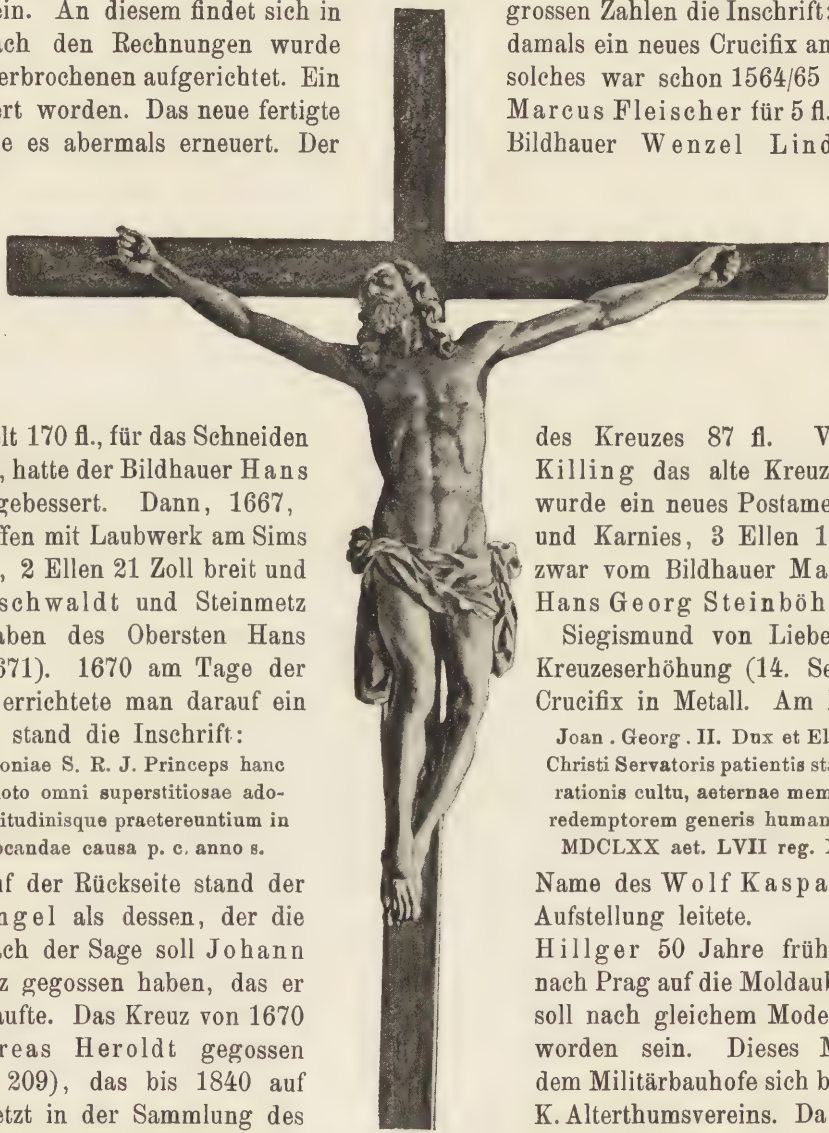 ein. An diesem findet sich in grossen Zahlen die Inschrift:
ach den Rechnungen wurde damals ein neues Crucifix an
erbrochenen aufgerichtet. Ein solches war schon 1564/65
ert worden. Das neue fertigte Marcus Fleischer für 5 fl.
e es abermals erneuert. Der Bildhauer Wenzel Lind
lt 170 fl., für das Schneiden des Kreuzes 87 fl. V
, hatte der Bildhauer Hans Killing das alte Kreuz
gebessert. Dann, 1667, wurde ein neues Postame
ffen mit Laubwerk am Sims und Karnies, 3 Ellen 1
, 2 Ellen 21 Zoll breit und zwar vom Bildhauer Ma
schwaldt und Steinmetz Hans Georg Steinböh
aben des Obersten Hans Siegismund von Liebe
671). 1670 am Tage der Kreuzeserhöhung (14. Se
errichtete man darauf ein Crucifix in Metall. Am
stand die Inschrift: Joan . Georg . II. Dux et El
oniae S. R. J. Princeps hanc Christi Servatoris patientis sta
oto omni superstitiosae ado- rationis cultu, aeternae mem
itudinisque praetereuntium in redemptorem generis human
ocandae causa p. c. anno s. MDCLXX aet. LVII reg.
uf der Rückseite stand der Name des Wolf Kaspa
ngel als dessen, der die Aufstellung leitete.
ach der Sage soll Johann Hillger 50 Jahre früh
z gegossen haben, das er nach Prag auf die Moldaub
aufte. Das Kreuz von 1670 soll nach gleichem Mode
reas Heroldt gegossen worden sein. Dieses M
209), das bis 1840 auf dem Militärbauhofe sich b
etzt in der Sammlung des K. Alterthumsvereins. Da